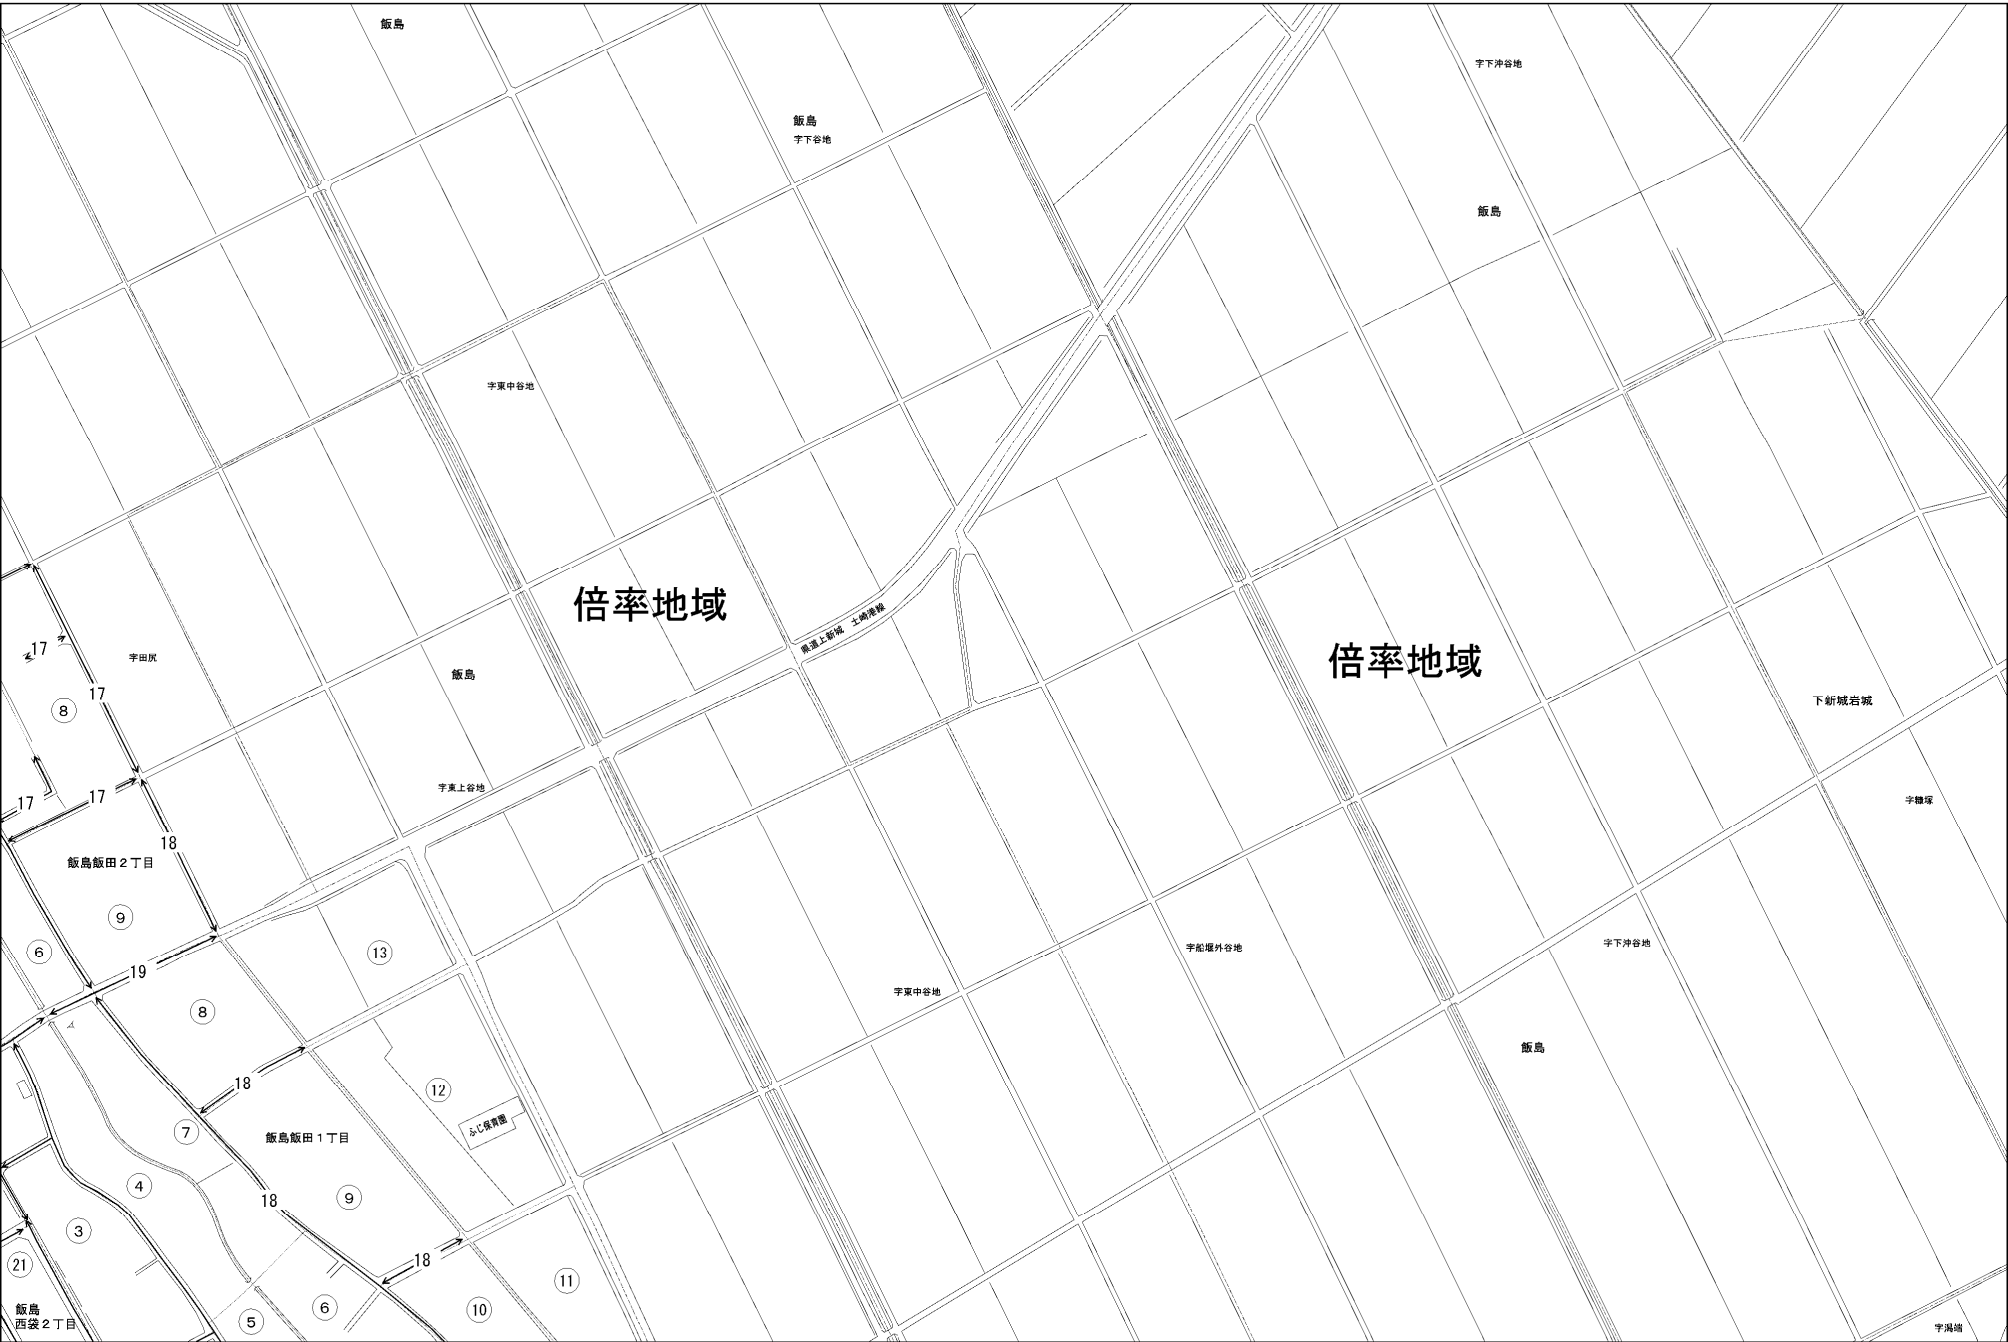 飯島
字下沖谷地
飯島
字下谷地
飯島
字東中谷地
倍率地域
県道上新城 土崎港線
倍率地域
17
字田尻
飯島
17
下新城岩城
⑧
字東上谷地
17
17
字糠塚
18
飯島飯田２丁目
⑨
⑥
⑬
字船堰外谷地
字下沖谷地
19
字東中谷地
⑧
飯島
18
⑫
ふじ保育園
⑦
飯島飯田１丁目
④
⑨
18
③
18
㉑
⑪
⑥
⑩
飯島
西袋２丁目
⑤
字潟端